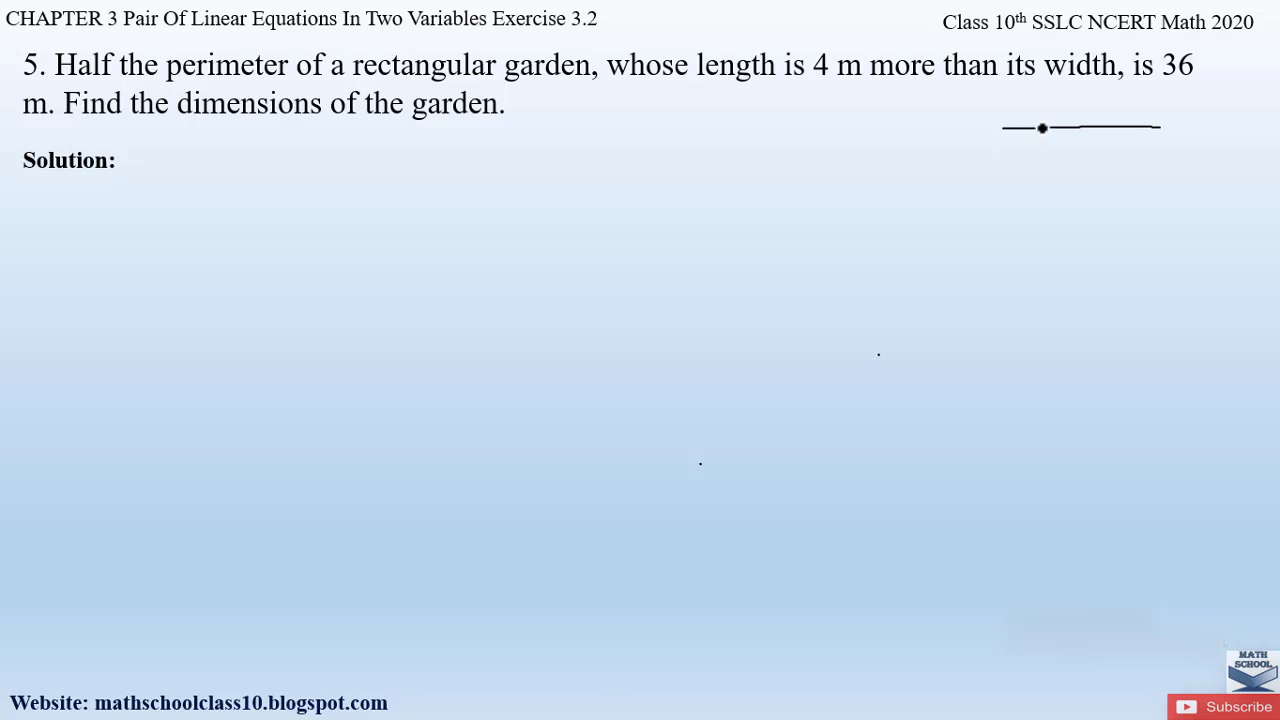 CHAPTER 3 Pair Of Linear Equations In Two Variables Exercise 3.2
Class 10th SSLC NCERT Math 2020
5. Half the perimeter of a rectangular garden, whose length is 4 m more than its width, is 36
m. Find the dimensions of the garden.
Solution:
MATH
SCHOOL
Website: mathschoolclass10.blogspot.com
Subscribe